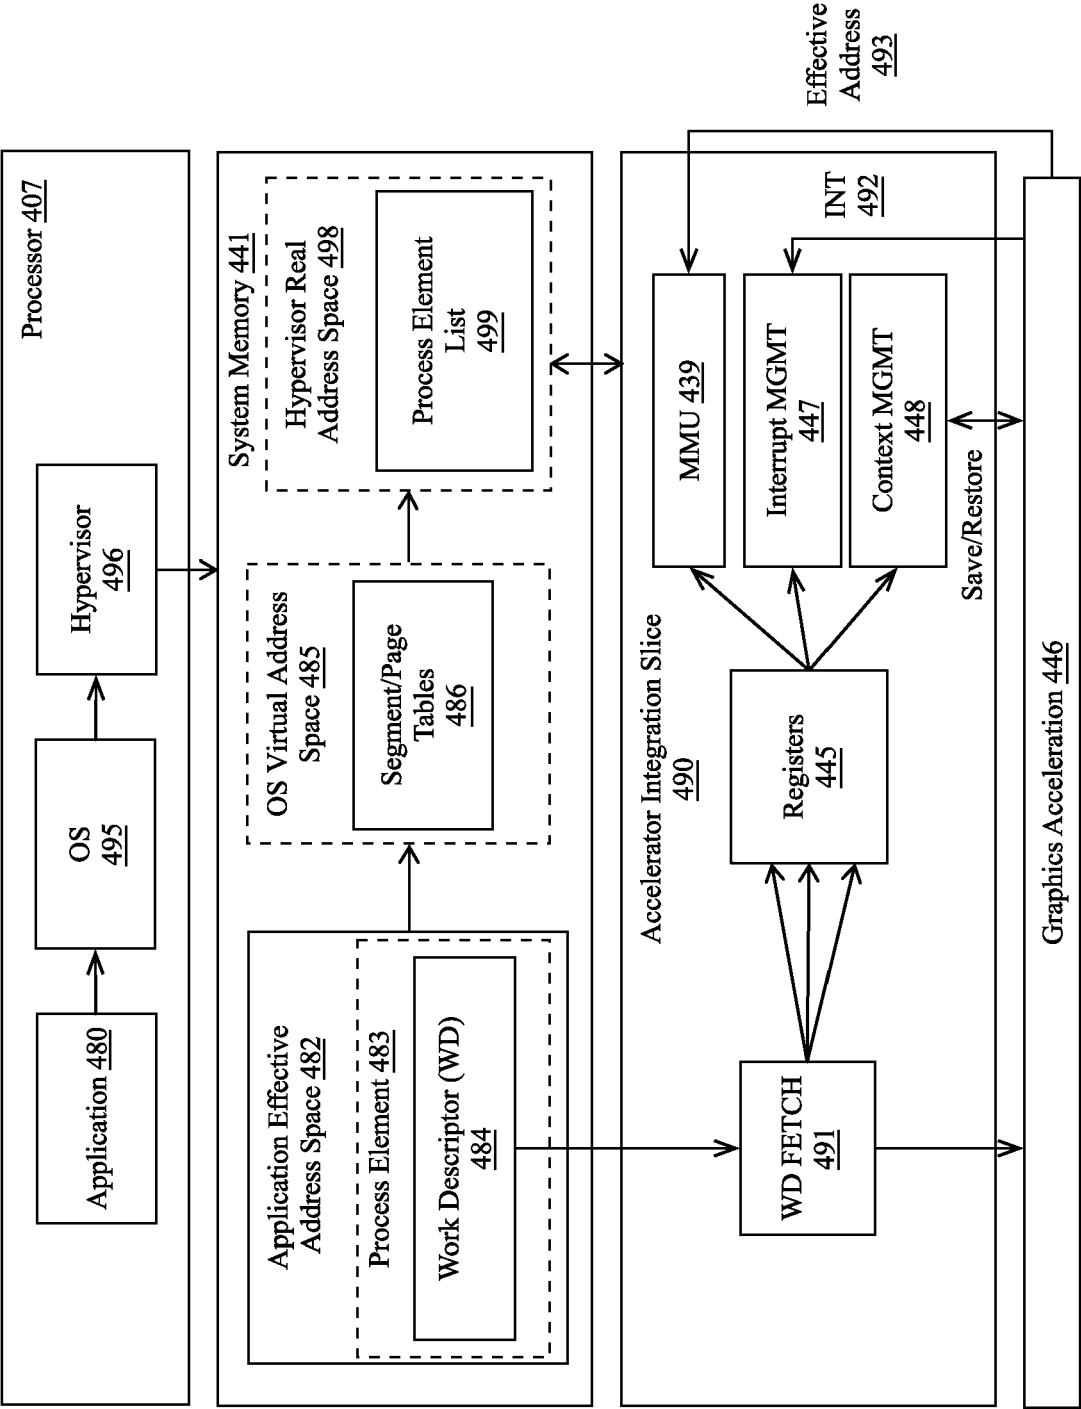 Processor 407
Application 480
OS
495
Hypervisor
496
System Memory 441
Application Effective
Address Space 482
Process Element 483
Work Descriptor (WD)
484
OS Virtual Address
Space 485
Segment/Page
Tables
486
Hypervisor Real
Address Space 498
Process Element
List
499
Accelerator Integration Slice
490
WD FETCH
491
Registers
445
MMU 439
Interrupt MGMT
447
Context MGMT
448
INT
492
Effective
Address
493
Save/Restore
Graphics Acceleration 446